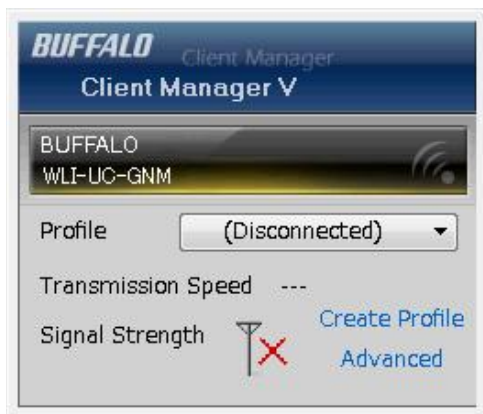 BUFFALO Client Manager
Client Manager V
BUFFALO
WLI-UC-GNM
Profile (Disconnected)
Transmission Speed ---
Signal Strength
Create Profile
Advanced